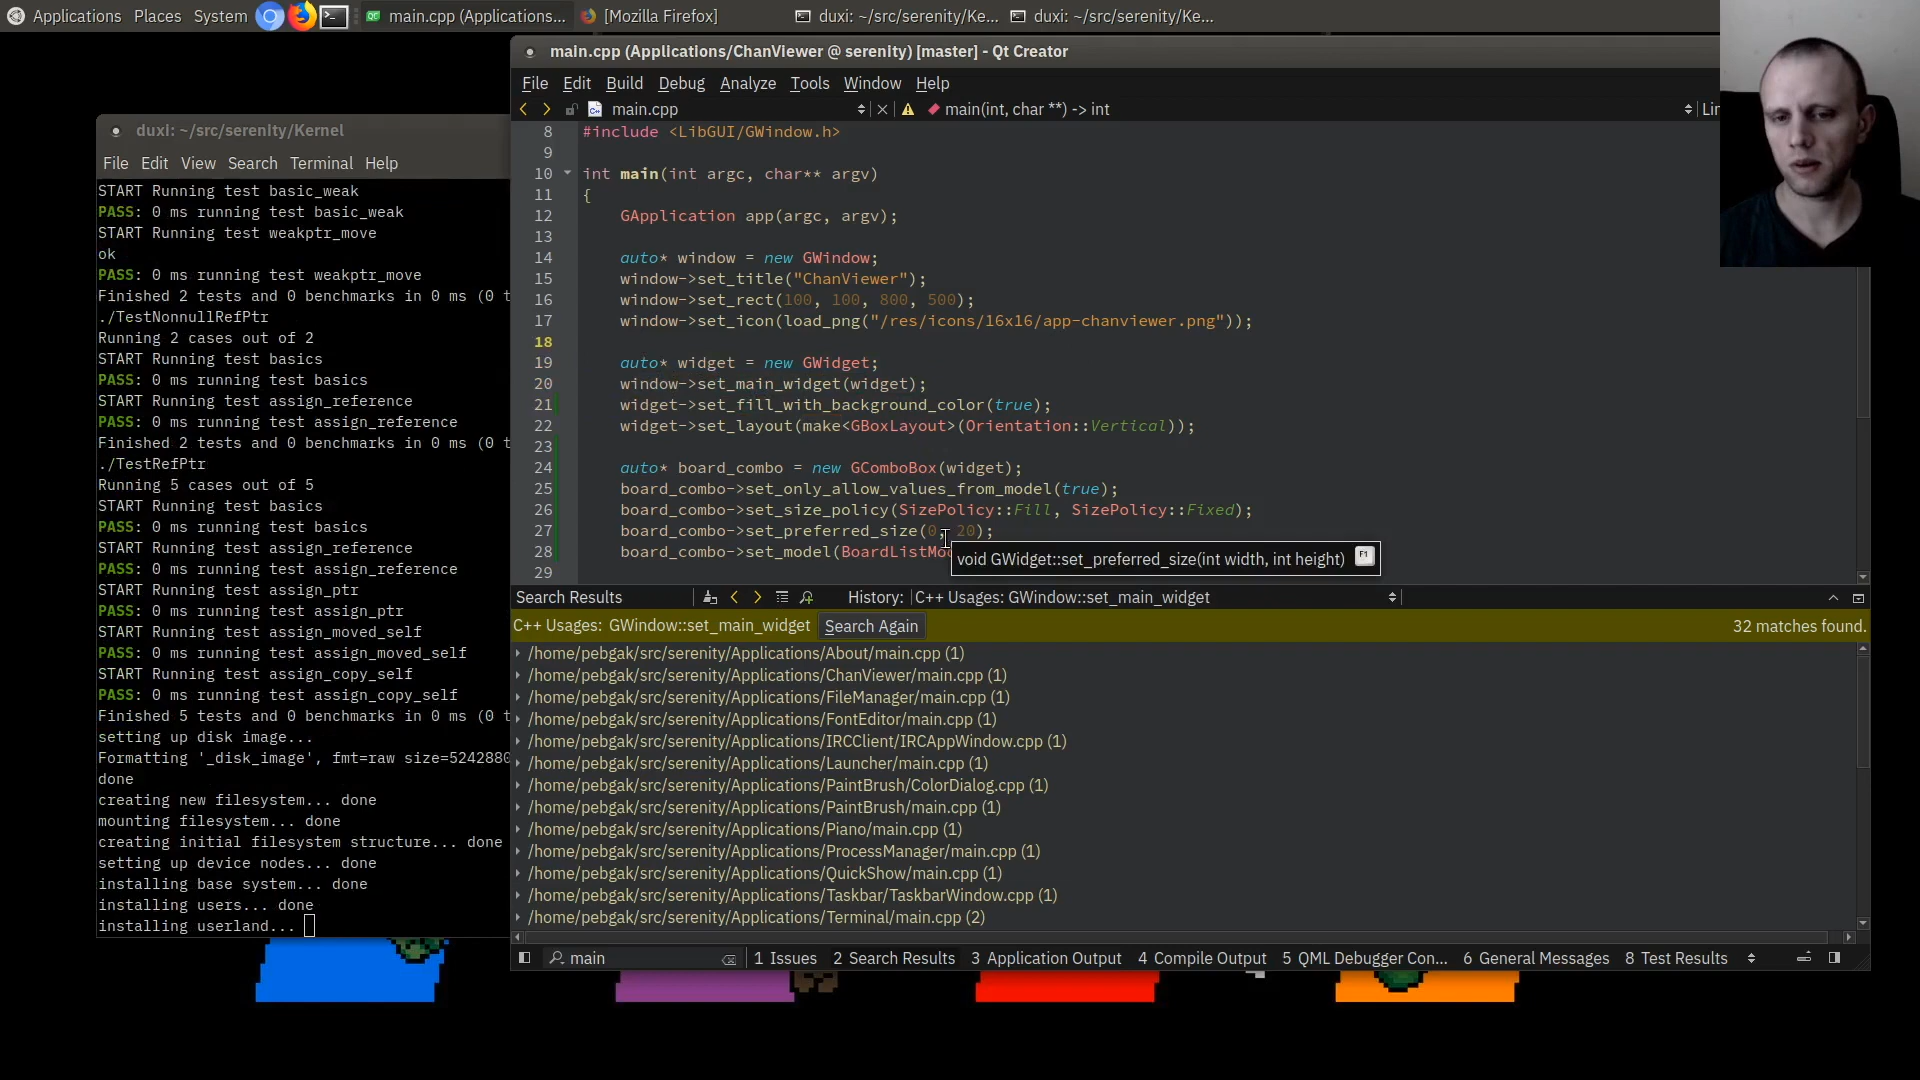 Applications Places System main.cpp (Applications... [Mozilla Firefox] duxi: ~/src/serenity/Ke... duxi: ~/src/serenity/Ke...
duxi: ~/src/serenity/Kernel
File Edit View Search Terminal Help
START Running test basic_weak
PASS: 0 ms running test basic_weak
START Running test weakptr_move
ok
PASS: 0 ms running test weakptr_move
Finished 2 tests and 0 benchmarks in 0 ms (0 t
./TestNonnullRefPtr
Running 2 cases out of 2
START Running test basics
PASS: 0 ms running test basics
START Running test assign_reference
PASS: 0 ms running test assign_reference
Finished 2 tests and 0 benchmarks in 0 ms (0 t
./TestRefPtr
Running 5 cases out of 5
START Running test basics
PASS: 0 ms running test basics
START Running test assign_reference
PASS: 0 ms running test assign_reference
START Running test assign_ptr
PASS: 0 ms running test assign_ptr
START Running test assign_moved_self
PASS: 0 ms running test assign_moved_self
START Running test assign_copy_self
PASS: 0 ms running test assign_copy_self
Finished 5 tests and 0 benchmarks in 0 ms (0 t
setting up disk image...
Formatting '_disk_image', fmt=raw size=5242880
done
creating new filesystem... done
mounting filesystem... done
creating initial filesystem structure... done
setting up device nodes... done
installing base system... done
installing users... done
installing userland...
main.cpp (Applications/ChanViewer @ serenity) [master] - Qt Creator
File Edit Build Debug Analyze Tools Window Help
main.cpp main(int, char **) -> int Lin
8 #include <LibGUI/GWindow.h>
9
10 int main(int argc, char** argv)
11 {
12 GApplication app(argc, argv);
13
14 auto* window = new GWindow;
15 window->set_title("ChanViewer");
16 window->set_rect(100, 100, 800, 500);
17 window->set_icon(load_png("/res/icons/16x16/app-chanviewer.png"));
18
19 auto* widget = new GWidget;
20 window->set_main_widget(widget);
21 widget->set_fill_with_background_color(true);
22 widget->set_layout(make<GBoxLayout>(Orientation::Vertical));
23
24 auto* board_combo = new GComboBox(widget);
25 board_combo->set_only_allow_values_from_model(true);
26 board_combo->set_size_policy(SizePolicy::Fill, SizePolicy::Fixed);
27 board_combo->set_preferred_size(0, 20);
28 board_combo->set_model(BoardListMo
void GWidget::set_preferred_size(int width, int height) F1
29
Search Results History: C++ Usages: GWindow::set_main_widget
C++ Usages: GWindow::set_main_widget Search Again 32 matches found.
/home/pebgak/src/serenity/Applications/About/main.cpp (1)
/home/pebgak/src/serenity/Applications/ChanViewer/main.cpp (1)
/home/pebgak/src/serenity/Applications/FileManager/main.cpp (1)
/home/pebgak/src/serenity/Applications/FontEditor/main.cpp (1)
/home/pebgak/src/serenity/Applications/IRCClient/IRCAppWindow.cpp (1)
/home/pebgak/src/serenity/Applications/Launcher/main.cpp (1)
/home/pebgak/src/serenity/Applications/PaintBrush/ColorDialog.cpp (1)
/home/pebgak/src/serenity/Applications/PaintBrush/main.cpp (1)
/home/pebgak/src/serenity/Applications/Piano/main.cpp (1)
/home/pebgak/src/serenity/Applications/ProcessManager/main.cpp (1)
/home/pebgak/src/serenity/Applications/QuickShow/main.cpp (1)
/home/pebgak/src/serenity/Applications/Taskbar/TaskbarWindow.cpp (1)
/home/pebgak/src/serenity/Applications/Terminal/main.cpp (2)
main 1 Issues 2 Search Results 3 Application Output 4 Compile Output 5 QML Debugger Con... 6 General Messages 8 Test Results